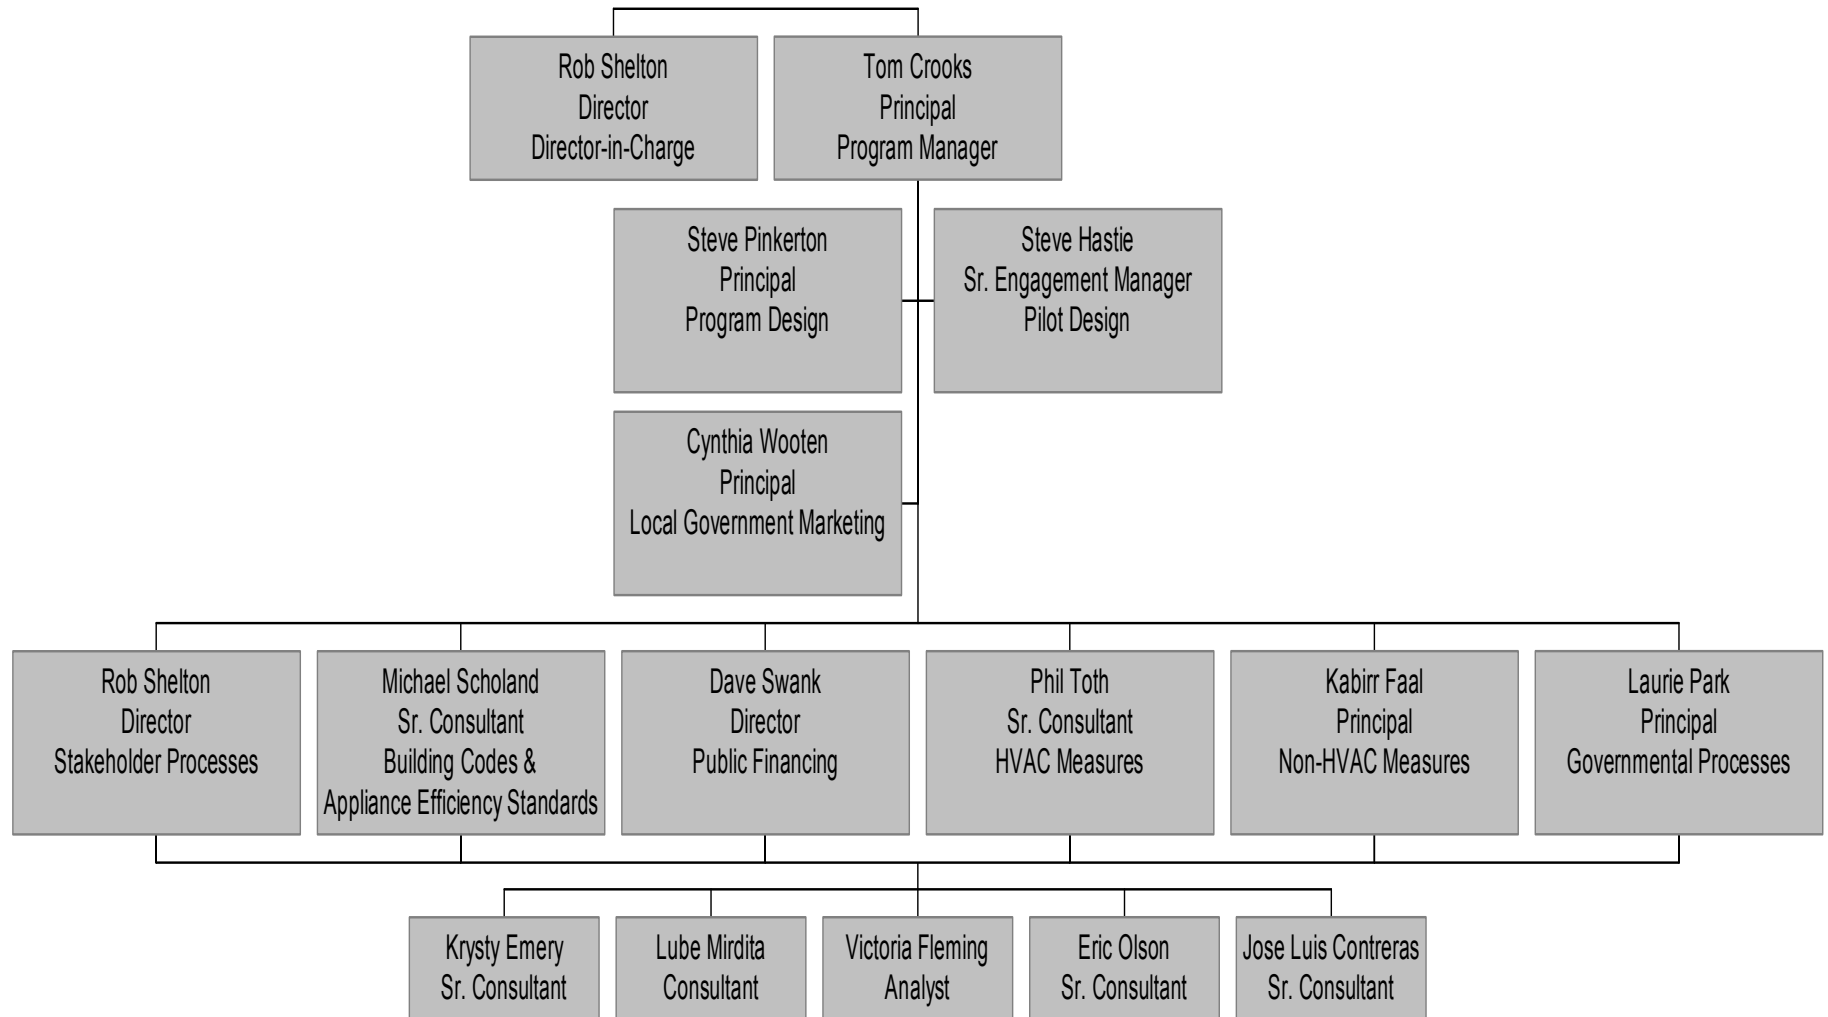 Rob Shelton
Director
Director-in-Charge
Tom Crooks
Principal
Program Manager
Steve Pinkerton
Principal
Program Design
Steve Hastie
Sr. Engagement Manager
Pilot Design
Cynthia Wooten
Principal
Local Government Marketing
Rob Shelton
Director
Stakeholder Processes
Michael Scholand
Sr. Consultant
Building Codes &
Appliance Efficiency Standards
Dave Swank
Director
Public Financing
Phil Toth
Sr. Consultant
HVAC Measures
Kabirr Faal
Principal
Non-HVAC Measures
Laurie Park
Principal
Governmental Processes
Krysty Emery
Sr. Consultant
Lube Mirdita
Consultant
Victoria Fleming
Analyst
Eric Olson
Sr. Consultant
Jose Luis Contreras
Sr. Consultant